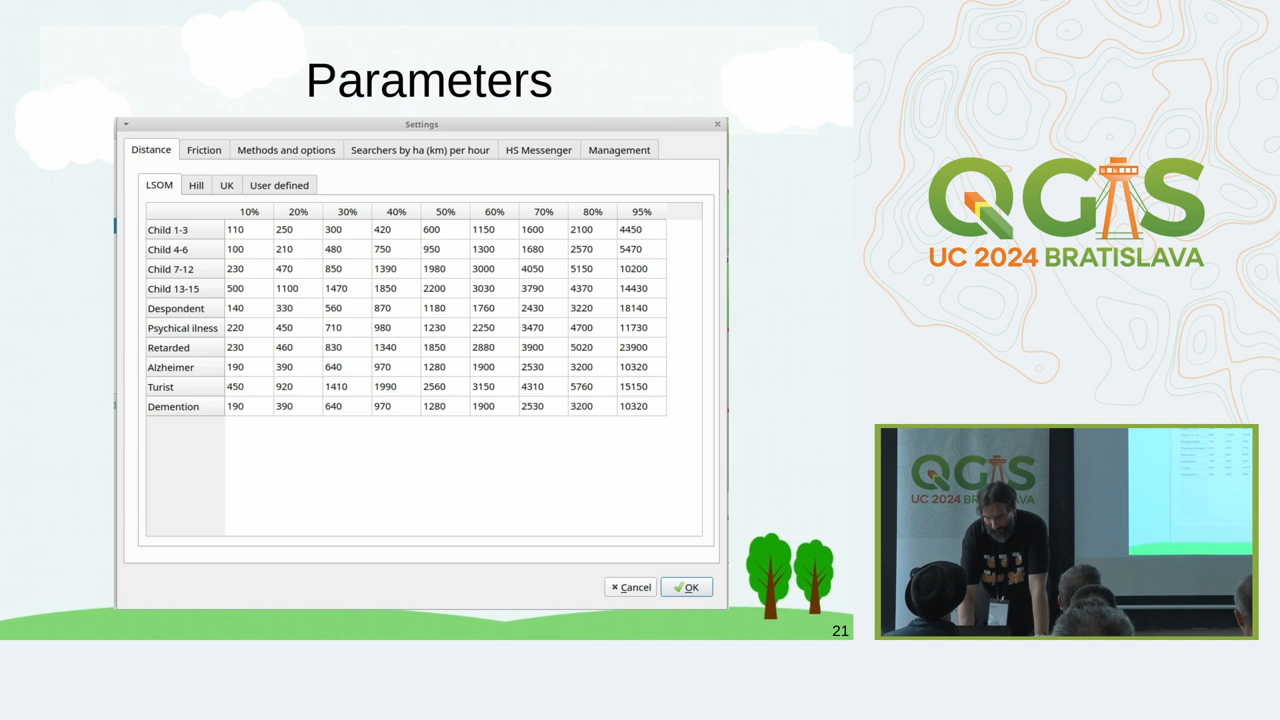 Parameters
Settings
Distance Friction Methods and options Searchers by ha (km) per hour HS Messenger Management
LSOM Hill UK User defined
10% 20% 30% 40% 50% 60% 70% 80% 95%
Child 1-3 110 250 300 420 600 1150 1600 2100 4450
Child 4-6 100 210 480 750 950 1300 1680 2570 5470
Child 7-12 230 470 850 1390 1980 3000 4050 5150 10200
Child 13-15 500 1100 1470 1850 2200 3030 3790 4370 14430
Despondent 140 330 560 870 1180 1760 2430 3220 18140
Psychical ilness 220 450 710 980 1230 2250 3470 4700 11730
Retarded 230 460 830 1340 1850 2880 3900 5020 23900
Alzheimer 190 390 640 970 1280 1900 2530 3200 10320
Turist 450 920 1410 1990 2560 3150 4310 5760 15150
Demention 190 390 640 970 1280 1900 2530 3200 10320
Cancel OK
21
QGIS
UC 2024 BRATISLAVA
QGIS
UC 2024